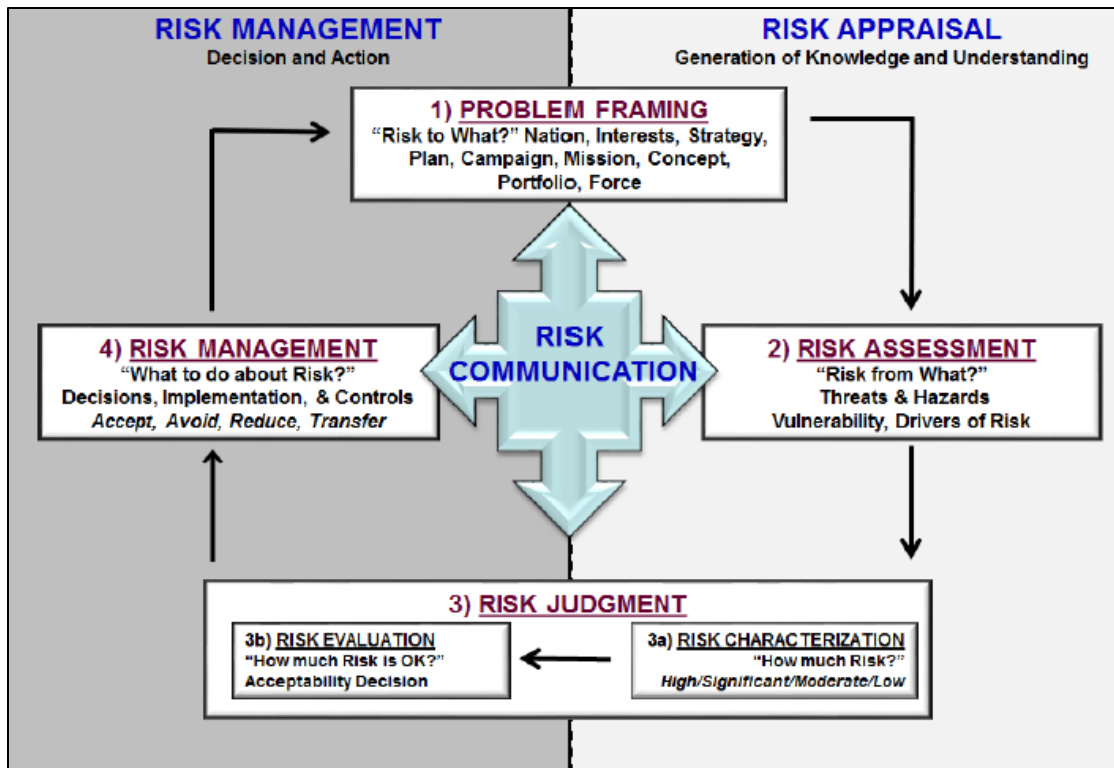 RISK MANAGEMENT
Decision and Action
RISK APPRAISAL
Generation of Knowledge and Understanding
1) PROBLEM FRAMING
“Risk to What?” Nation, Interests, Strategy,
Plan, Campaign, Mission, Concept,
Portfolio, Force
RISK
COMMUNICATION
4) RISK MANAGEMENT
“What to do about Risk?”
Decisions, Implementation, & Controls
Accept, Avoid, Reduce, Transfer
2) RISK ASSESSMENT
“Risk from What?”
Threats & Hazards
Vulnerability, Drivers of Risk
3) RISK JUDGMENT
3b) RISK EVALUATION
“How much Risk is OK?”
Acceptability Decision
3a) RISK CHARACTERIZATION
“How much Risk?”
High/Significant/Moderate/Low